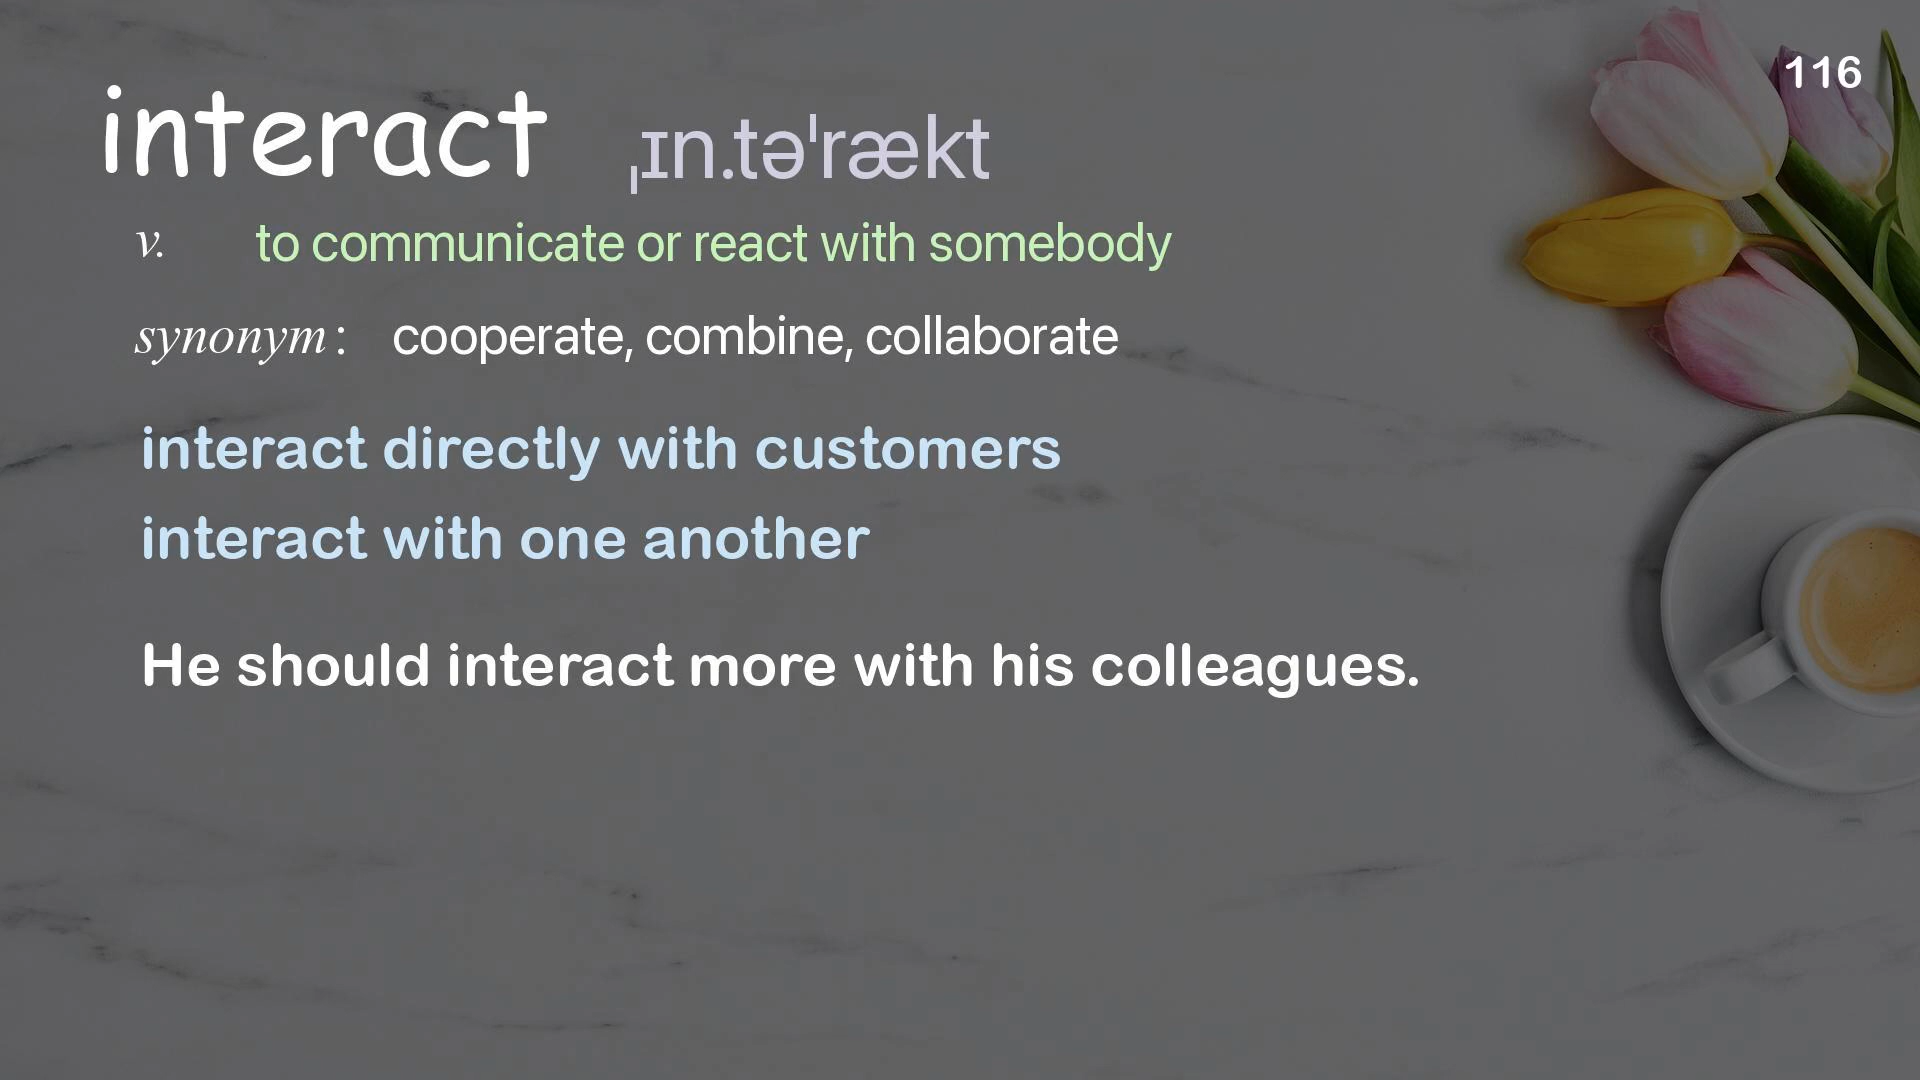 116
interact ˌɪn.təˈrækt
v. to communicate or react with somebody
synonym : cooperate, combine, collaborate
interact directly with customers
interact with one another
He should interact more with his colleagues.